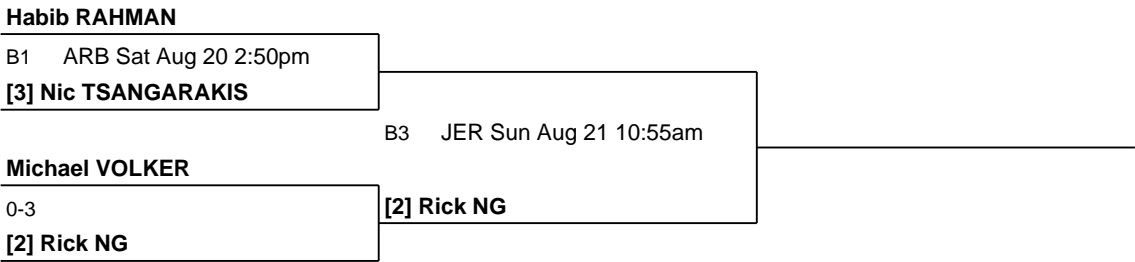 Habib RAHMAN
B1 ARB Sat Aug 20 2:50pm
[3] Nic TSANGARAKIS
B3 JER Sun Aug 21 10:55am
Michael VOLKER
0-3
[2] Rick NG
[2] Rick NG